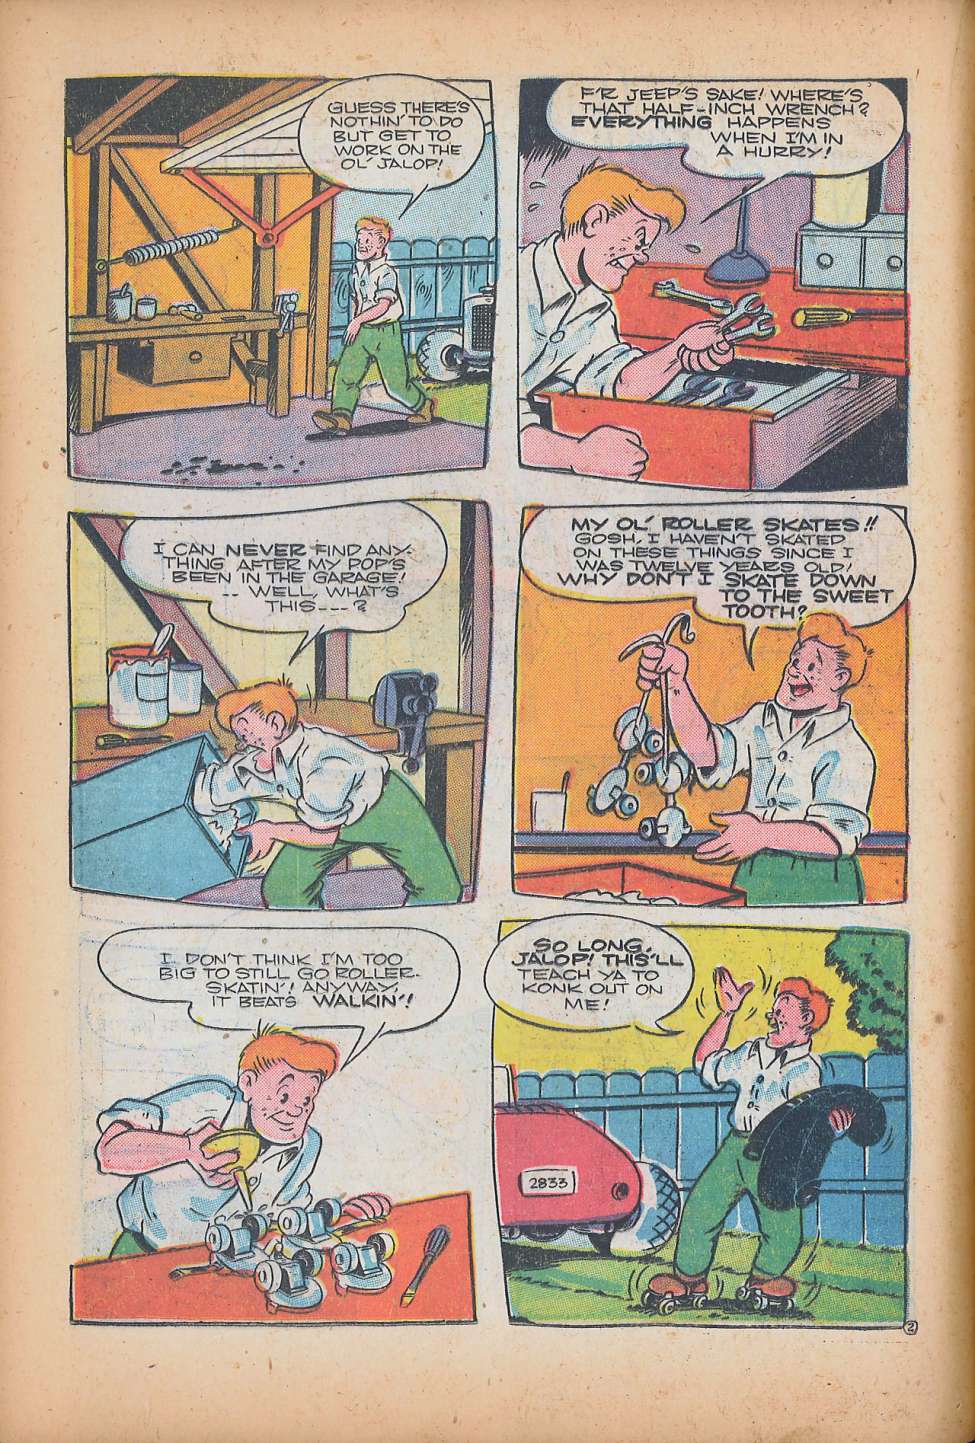 GUESS THERE'S
NOTHIN' TO DO
BUT GET TO
WORK ON THE
OL' JALOP!
F'R JEEP'S SAKE! WHERE'S
THAT HALF-INCH WRENCH?
EVERYTHING HAPPENS
WHEN I'M IN
A HURRY!
I CAN NEVER FIND ANY-
THING AFTER MY POP'S
BEEN IN THE GARAGE!
-- WELL, WHAT'S
THIS---?
MY OL' ROLLER SKATES!!
GOSH, I HAVEN'T SKATED
ON THESE THINGS SINCE I
WAS TWELVE YEARS OLD!
WHY DON'T I SKATE DOWN
TO THE SWEET
TOOTH?
I DON'T THINK I'M TOO
BIG TO STILL GO ROLLER-
SKATIN'! ANYWAY,
IT BEATS WALKIN'!
SO LONG,
JALOP! THIS'LL
TEACH YA TO
KONK OUT ON
ME!
2833
2